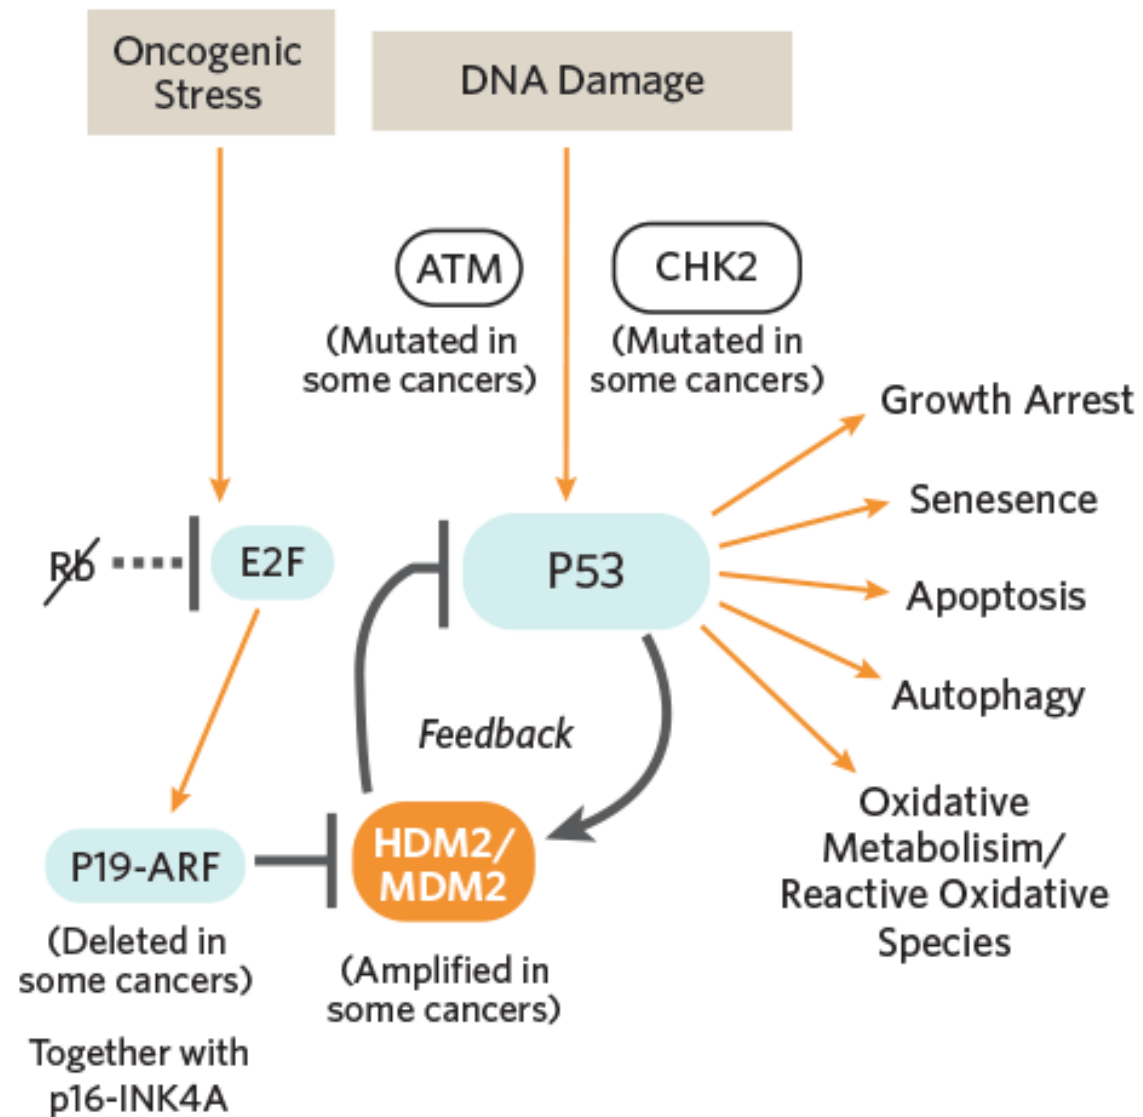 Oncogenic
Stress
DNA Damage
ATM
(Mutated in
some cancers)
CHK2
(Mutated in
some cancers)
Growth Arrest
Senesence
Apoptosis
Autophagy
Oxidative
Metabolisim/
Reactive Oxidative
Species
Rb
E2F
P53
Feedback
P19-ARF
(Deleted in
some cancers)
Together with
p16-INK4A
HDM2/
MDM2
(Amplified in
some cancers)